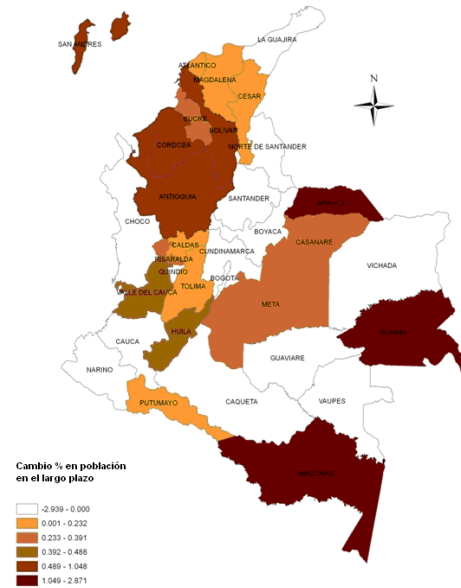 LA GUAJIRA
SAN ANDRES
N
ATLANTICO
MAGDALENA
CESAR
SUCRE
BOLIVAR
NORTE DE SANTANDER
CORDOBA
ANTIOQUIA
SANTANDER
ARAUCA
CHOCO
BOYACA
CASANARE
CALDAS
CUNDINAMARCA
RISARALDA
VICHADA
QUINDIO
BOGOTA
VALLE DEL CAUCA
TOLIMA
META
GUAINIA
HUILA
CAUCA
GUAVIARE
NARINO
CAQUETA
VAUPES
PUTUMAYO
AMAZONAS
Cambio % en población
en el largo plazo
-2.939 - 0.000
0.001 - 0.232
0.233 - 0.391
0.392 - 0.488
0.489 - 1.048
1.049 - 2.871